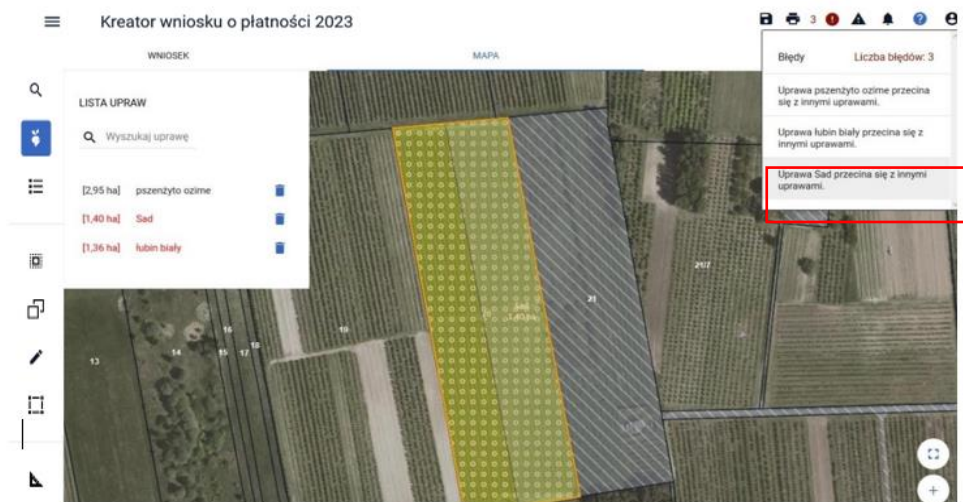 Kreator wniosku o płatności 2023
3
WNIOSEK
MAPA
Błędy
Liczba błędów: 3
Uprawa pszenżyto ozime przecina
się z innymi uprawami.
Uprawa łubin biały przecina się z
innymi uprawami.
Uprawa Sad przecina się z innymi
uprawami.
LISTA UPRAW
Wyszukaj uprawę
[2,95 ha] pszenżyto ozime
[1,40 ha] Sad
[1,36 ha] łubin biały
21/2
21
Sad
1,40 ha
19
16
13
14
15
17
18